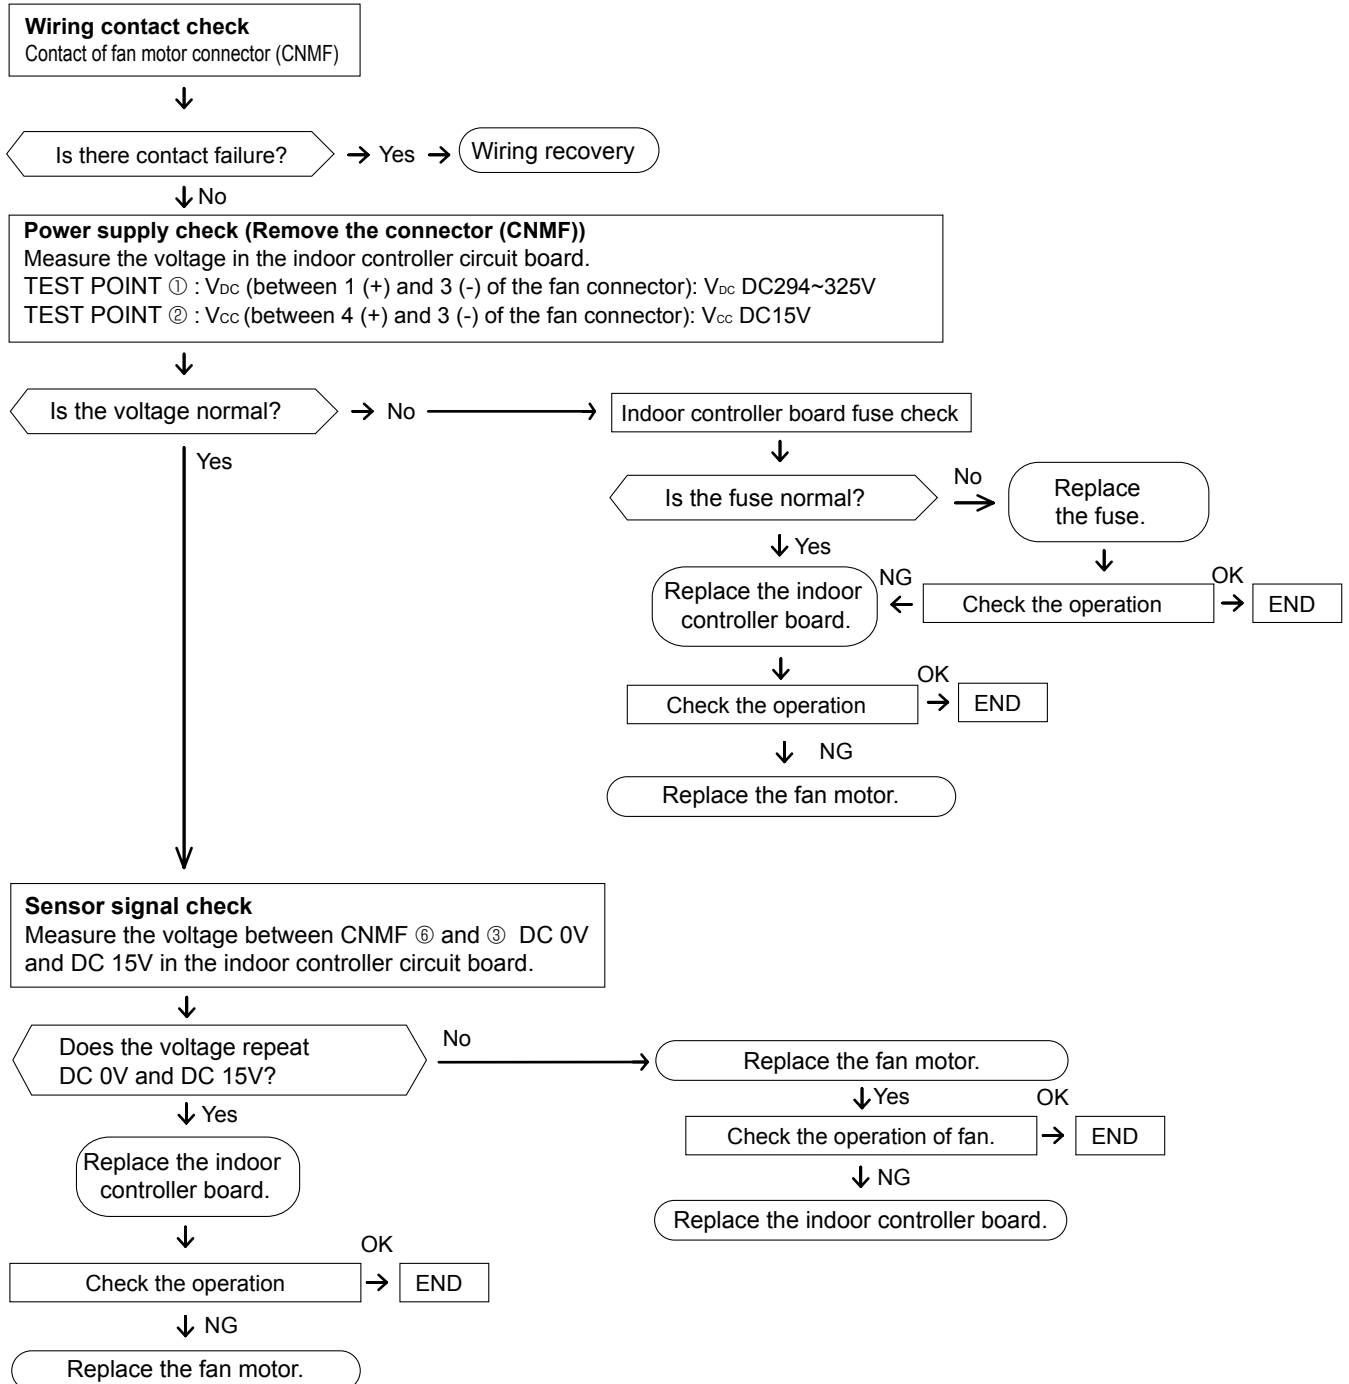 Wiring contact check
Contact of fan motor connector (CNMF)
Is there contact failure?
Yes
Wiring recovery
No
Power supply check (Remove the connector (CNMF))
Measure the voltage in the indoor controller circuit board.
TEST POINT ① : VDC (between 1 (+) and 3 (-) of the fan connector): VDC DC294~325V
TEST POINT ② : VCC (between 4 (+) and 3 (-) of the fan connector): VCC DC15V
Is the voltage normal?
No
Indoor controller board fuse check
Yes
Is the fuse normal?
No
Replace
the fuse.
Yes
Replace the indoor
controller board.
NG
Check the operation
OK
END
Check the operation
OK
END
NG
Replace the fan motor.
Sensor signal check
Measure the voltage between CNMF ⑥ and ③ DC 0V
and DC 15V in the indoor controller circuit board.
Does the voltage repeat
DC 0V and DC 15V?
No
Replace the fan motor.
Yes
Check the operation of fan.
OK
END
NG
Replace the indoor controller board.
Yes
Replace the indoor
controller board.
Check the operation
OK
END
NG
Replace the fan motor.